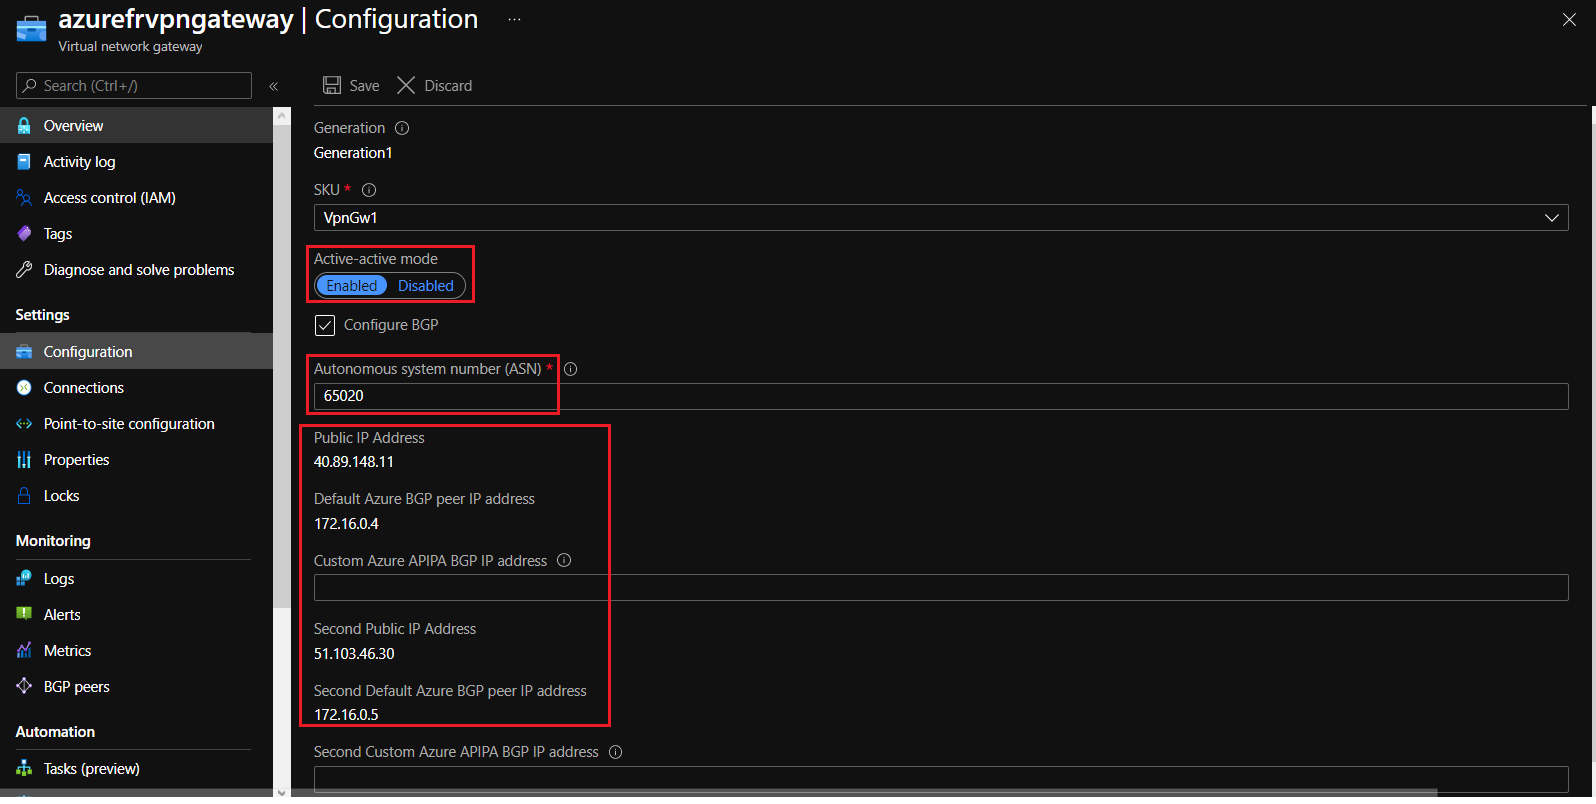 azurefrvpngateway | Configuration ...
Virtual network gateway
Search (Ctrl+/)
«
Save
Discard
Overview
Activity log
Access control (IAM)
Tags
Diagnose and solve problems
Settings
Configuration
Connections
Point-to-site configuration
Properties
Locks
Monitoring
Logs
Alerts
Metrics
BGP peers
Automation
Tasks (preview)
Generation
Generation1
SKU *
VpnGw1
Active-active mode
Enabled Disabled
Configure BGP
Autonomous system number (ASN) *
65020
Public IP Address
40.89.148.11
Default Azure BGP peer IP address
172.16.0.4
Custom Azure APIPA BGP IP address
Second Public IP Address
51.103.46.30
Second Default Azure BGP peer IP address
172.16.0.5
Second Custom Azure APIPA BGP IP address